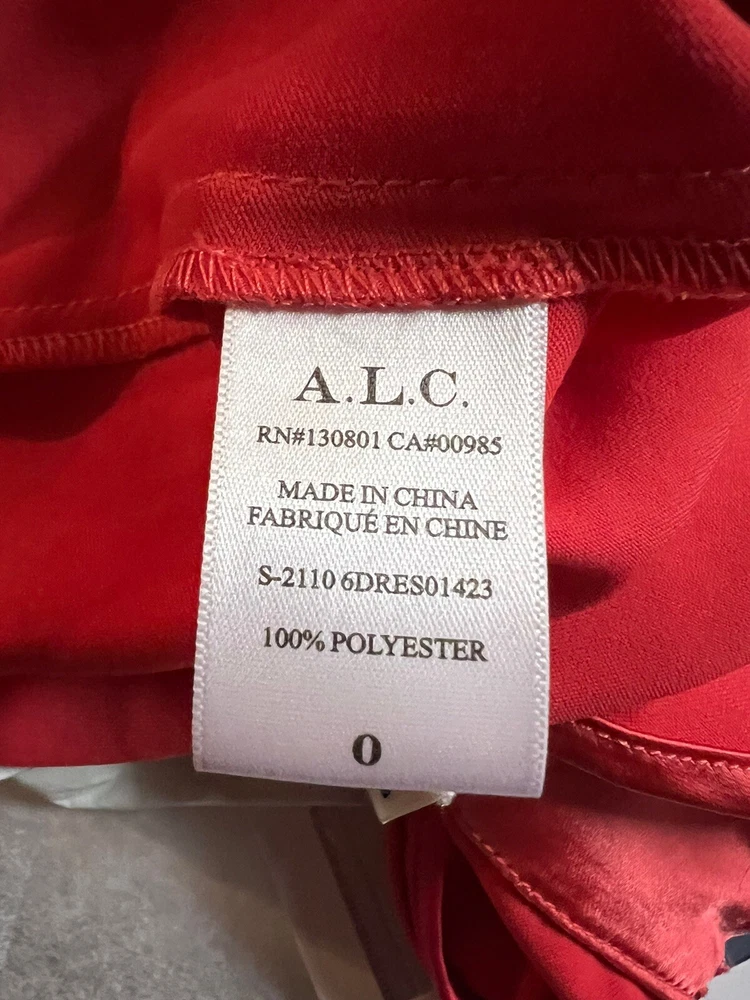 A.L.C.
RN#130801 CA#00985
MADE IN CHINA
FABRIQUÉ EN CHINE
S-2110 6DRES01423
100% POLYESTER
0